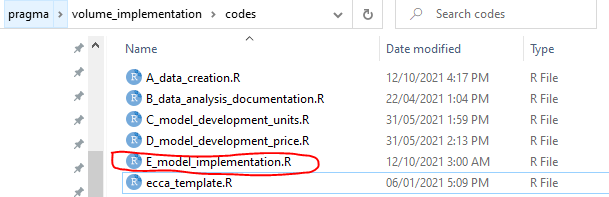 pragma > volume_implementation > codes
Search codes
Name Date modified Type
A_data_creation.R 12/10/2021 4:17 PM R File
B_data_analysis_documentation.R 22/04/2021 1:04 PM R File
C_model_development_units.R 31/05/2021 1:59 PM R File
D_model_development_price.R 31/05/2021 2:13 PM R File
E_model_implementation.R 12/10/2021 3:00 AM R File
ecca_template.R 06/01/2021 5:09 PM R File